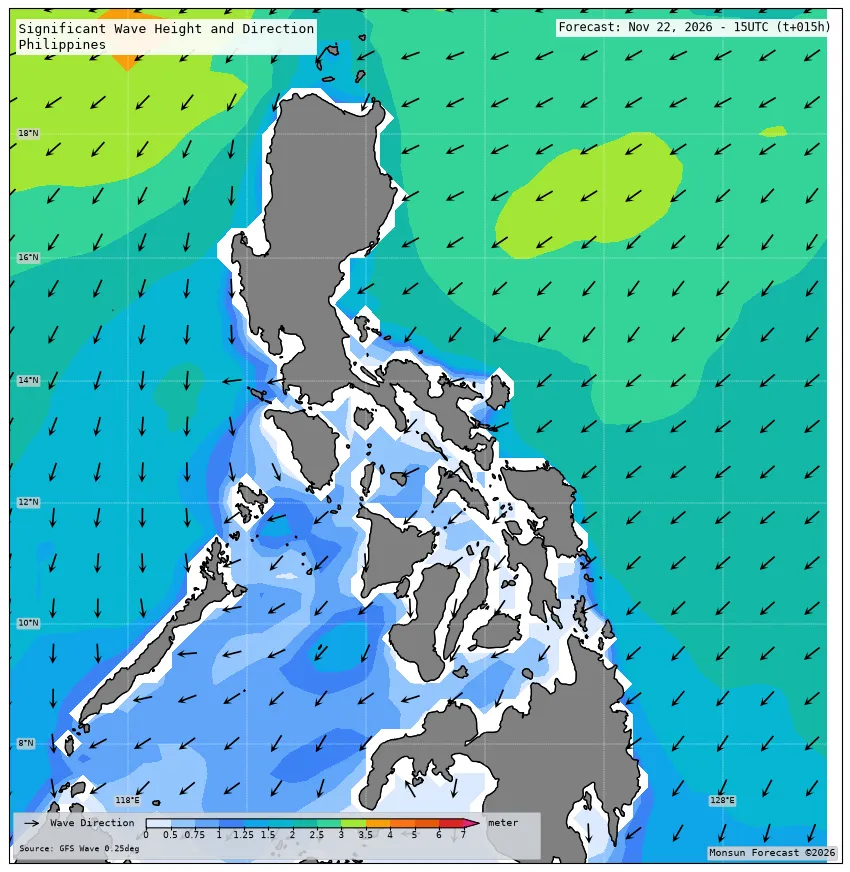 Significant Wave Height and Direction
Philippines
Forecast: Nov 22, 2026 - 15UTC (t+015h)
18°N
16°N
14°N
12°N
10°N
8°N
118°E
128°E
Wave Direction
0 0.5 0.75 1 1.25 1.5 2 2.5 3 3.5 4 5 6 7 meter
Source: GFS Wave 0.25deg
Monsun Forecast ©2026